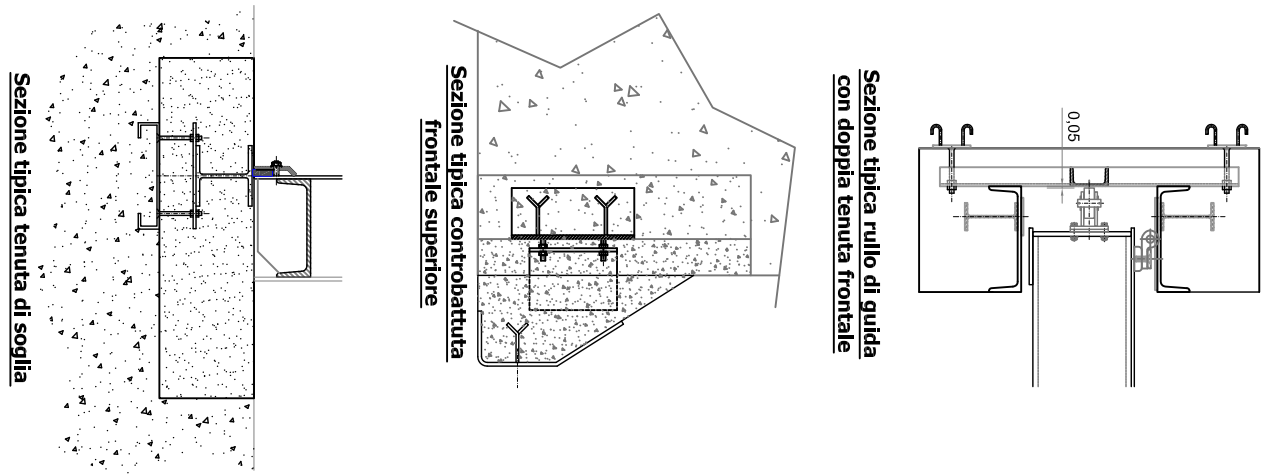 Sezione tipica tenuta di soglia
Sezione tipica controbattuta
frontale superiore
Sezione tipica rullo di guida
con doppia tenuta frontale
0,05